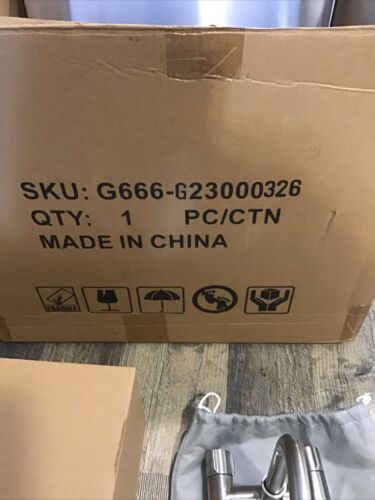 SKU: G666-G23000326
QTY: 1 PC/CTN
MADE IN CHINA
FRAGILE